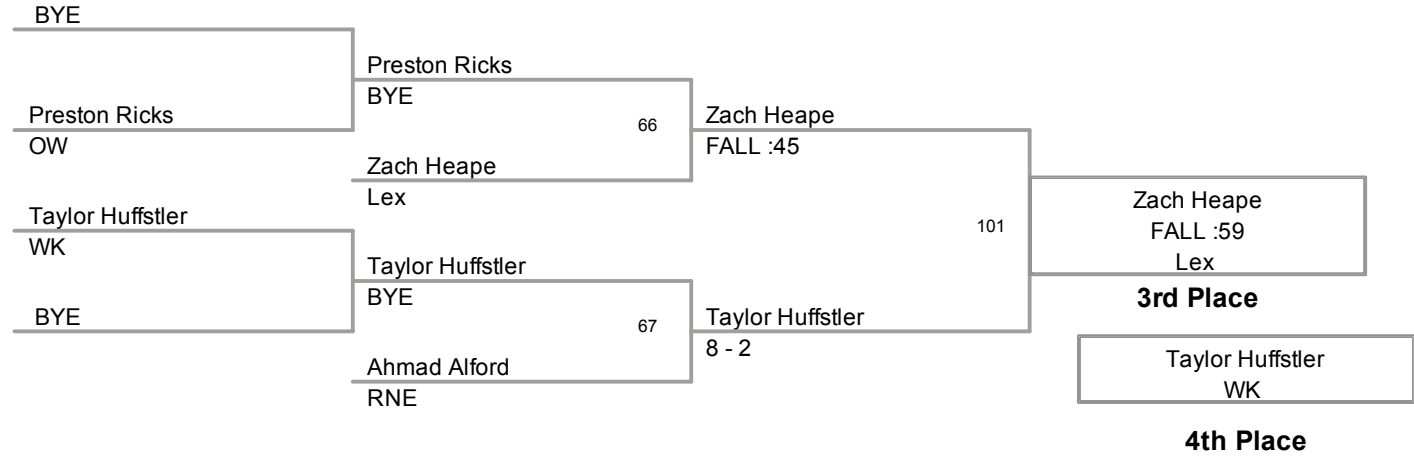 BYE
Preston Ricks
BYE
Preston Ricks
OW
66
Zach Heape
FALL :45
Zach Heape
Lex
Taylor Huffstler
WK
101
Zach Heape
FALL :59
Lex
3rd Place
Taylor Huffstler
BYE
BYE
67
Taylor Huffstler
8 - 2
Ahmad Alford
RNE
Taylor Huffstler
WK
4th Place